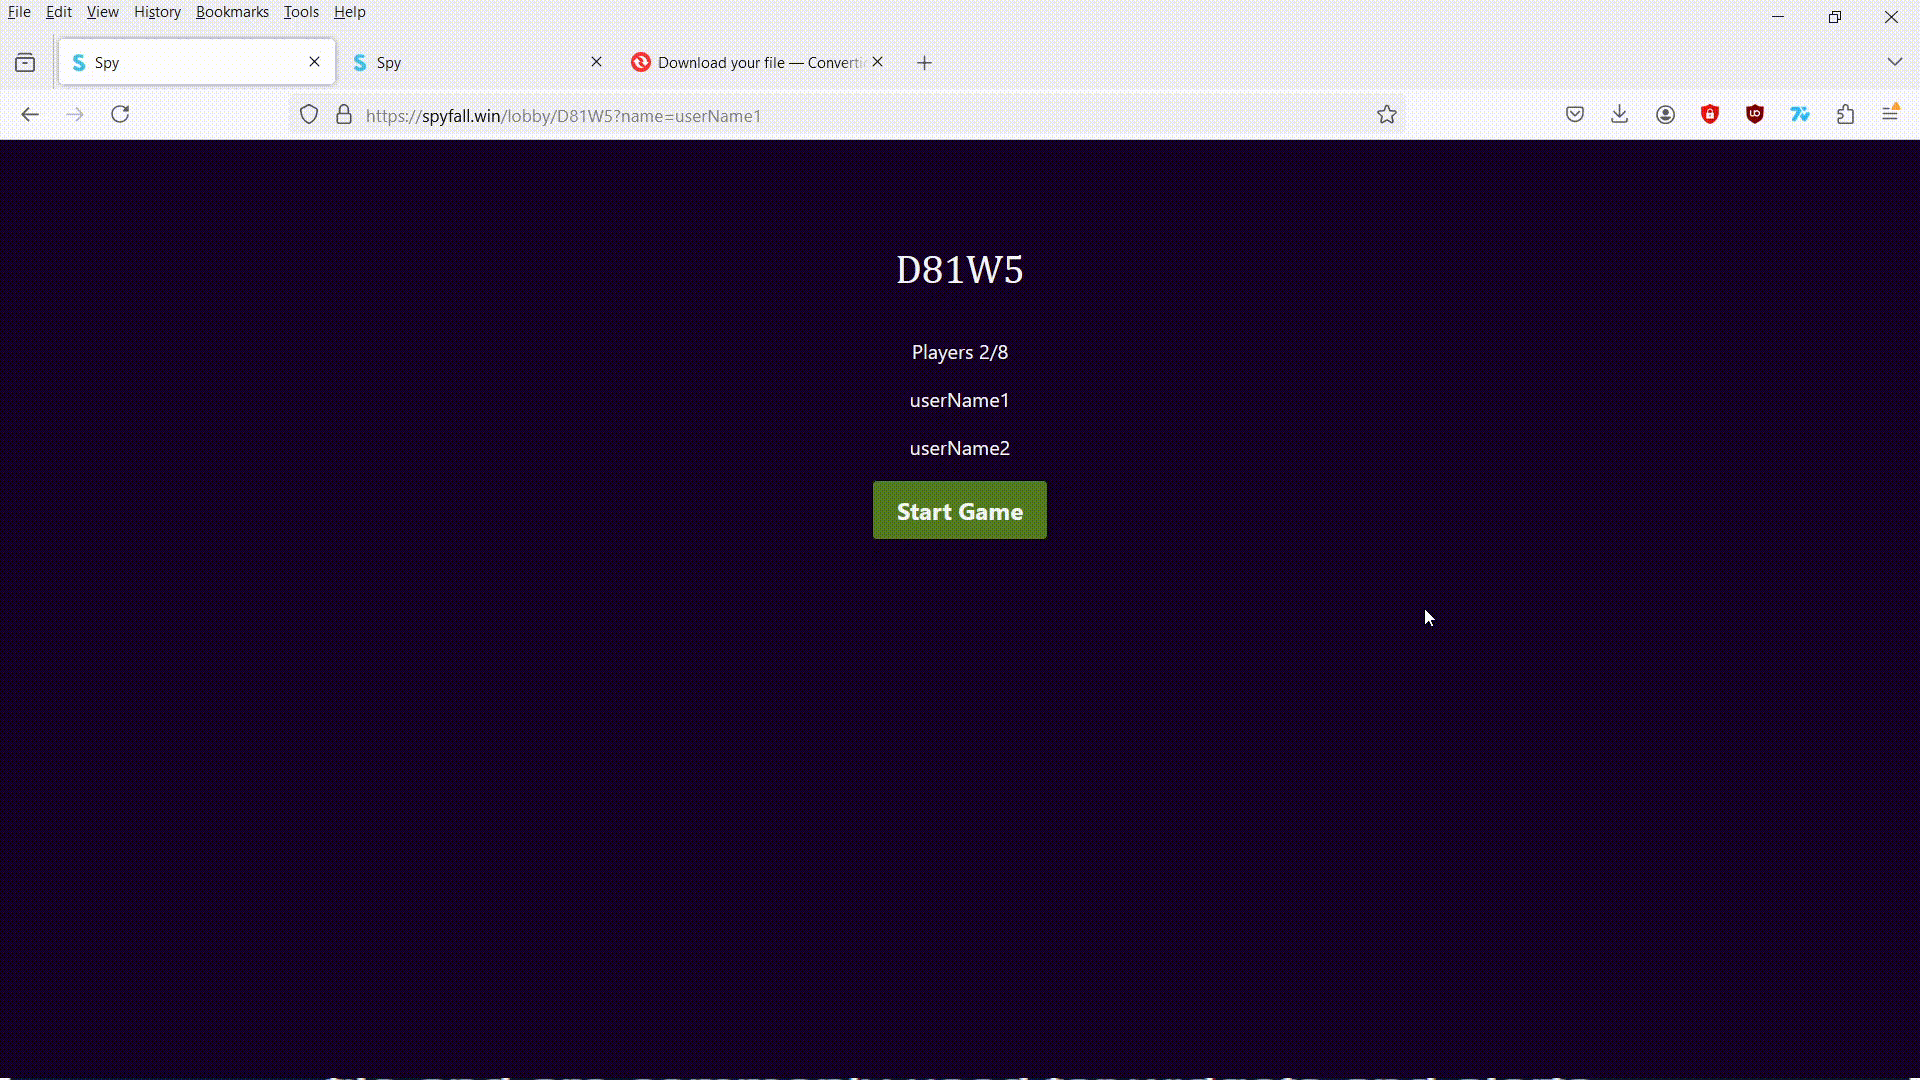 File Edit View History Bookmarks Tools Help
Spy
Spy
Download your file — Converti
https://spyfall.win/lobby/D81W5?name=userName1
D81W5
Players 2/8
userName1
userName2
Start Game